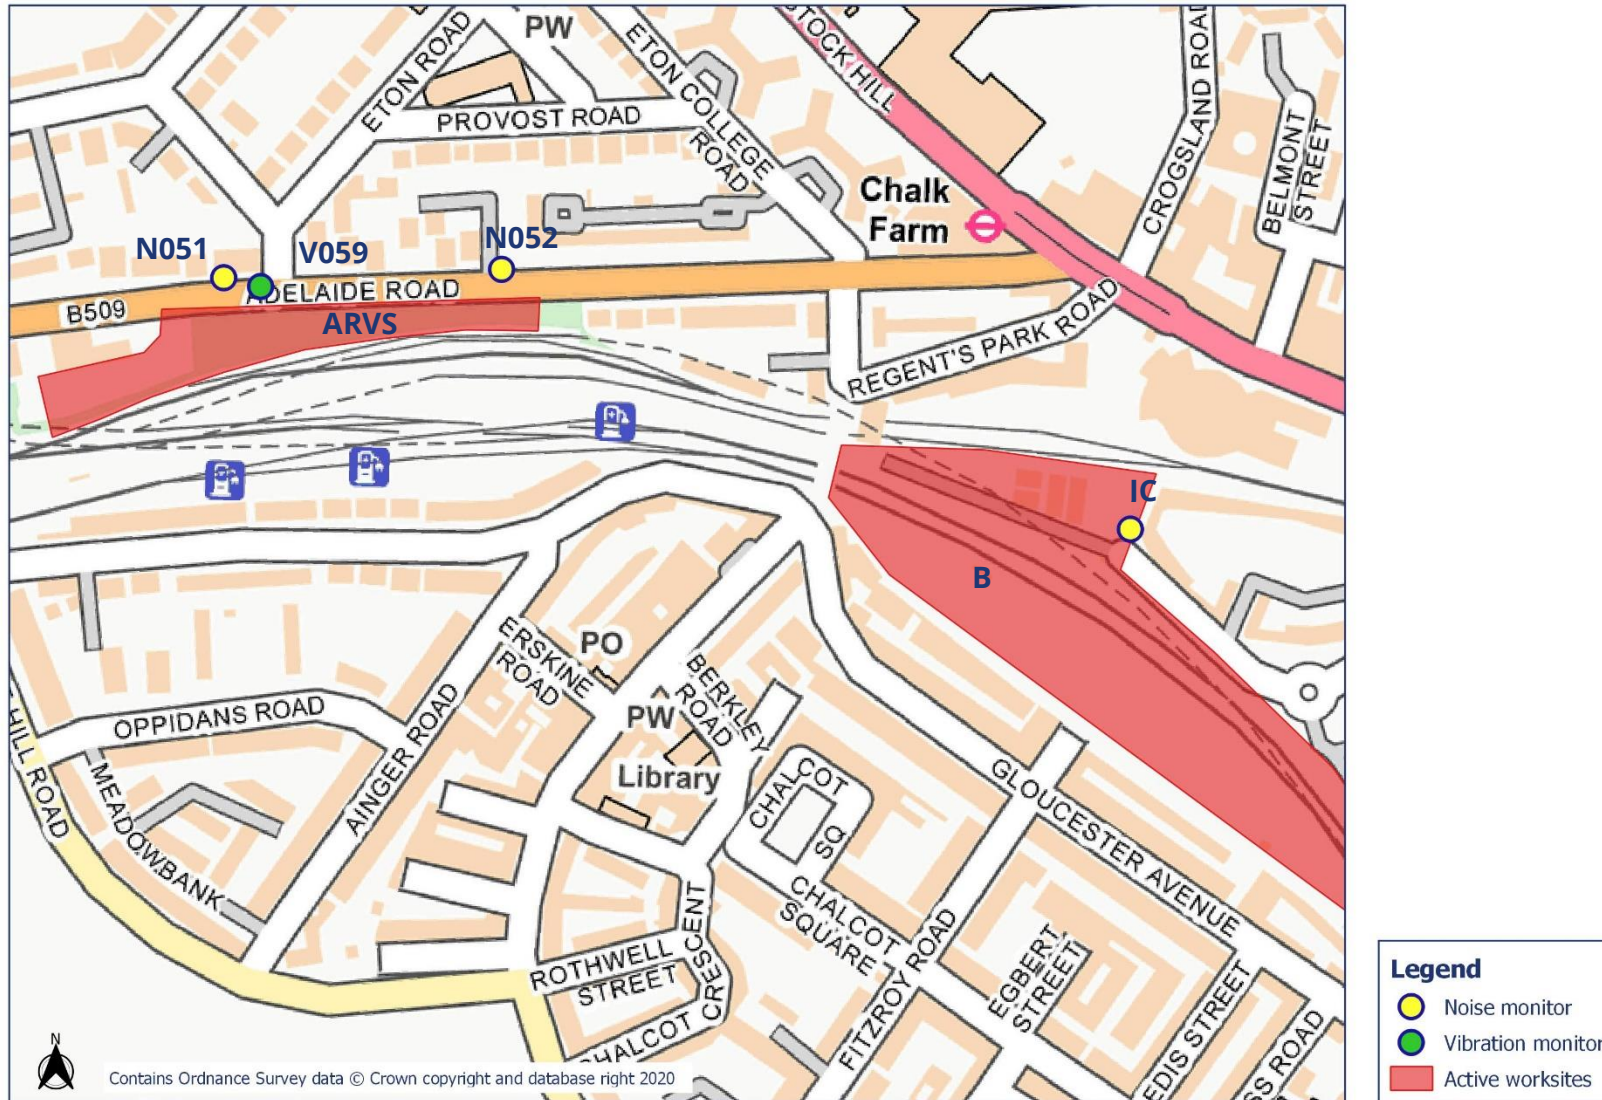 PW
ETON ROAD
PROVOST ROAD
ETON COLLEGE
ROAD
STOCK HILL
CROGSLAND ROAD
BELMONT
STREET
Chalk
Farm
N051
V059
N052
ADELAIDE ROAD
B509
ARVS
REGENT'S PARK ROAD
IC
B
ERSKINE
ROAD
PO
BERKLEY
ROAD
PW
Library
OPPIDANS ROAD
HILL ROAD
MEADOWBANK
AINGER ROAD
CHALCOT
SQ
CHALCOT
SQUARE
GLOUCESTER AVENUE
ROTHWELL
STREET
CHALCOT CRESCENT
FITZROY ROAD
EGBERT
STREET
EDIS STREET
SS ROAD
N
Contains Ordnance Survey data © Crown copyright and database right 2020
Legend
Noise monitor
Vibration monitor
Active worksites